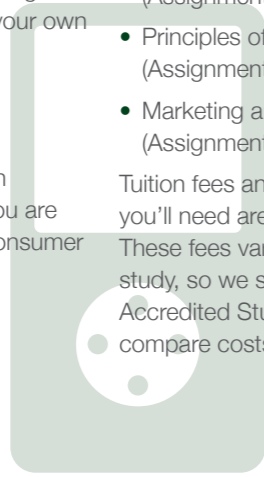 your own
ou are
onsumer
(Assignment
• Principles of
(Assignment
• Marketing a
(Assignment
Tuition fees an
you'll need are
These fees var
study, so we s
Accredited Stu
compare costs